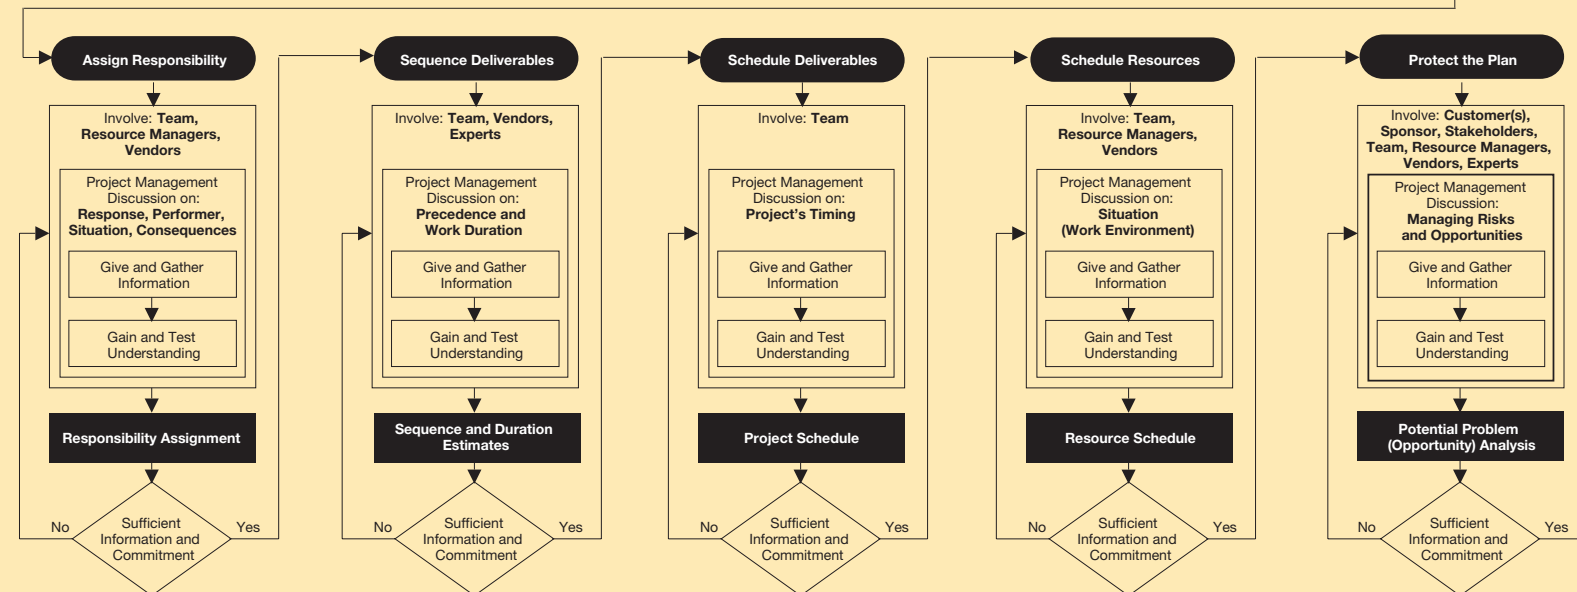 Assign Responsibility
Involve: Team,
Resource Managers,
Vendors
Project Management
Discussion on:
Response, Performer,
Situation, Consequences
Give and Gather
Information
Gain and Test
Understanding
Responsibility Assignment
No
Sufficient
Information and
Commitment
Yes
Sequence Deliverables
Involve: Team, Vendors,
Experts
Project Management
Discussion on:
Precedence and
Work Duration
Give and Gather
Information
Gain and Test
Understanding
Sequence and Duration
Estimates
No
Sufficient
Information and
Commitment
Yes
Schedule Deliverables
Involve: Team
Project Management
Discussion on:
Project’s Timing
Give and Gather
Information
Gain and Test
Understanding
Project Schedule
No
Sufficient
Information and
Commitment
Yes
Schedule Resources
Involve: Team,
Resource Managers,
Vendors
Project Management
Discussion on:
Situation
(Work Environment)
Give and Gather
Information
Gain and Test
Understanding
Resource Schedule
No
Sufficient
Information and
Commitment
Yes
Protect the Plan
Involve: Customer(s),
Sponsor, Stakeholders,
Team, Resource Managers,
Vendors, Experts
Project Management
Discussion:
Managing Risks
and Opportunities
Give and Gather
Information
Gain and Test
Understanding
Potential Problem
(Opportunity) Analysis
No
Sufficient
Information and
Commitment
Yes